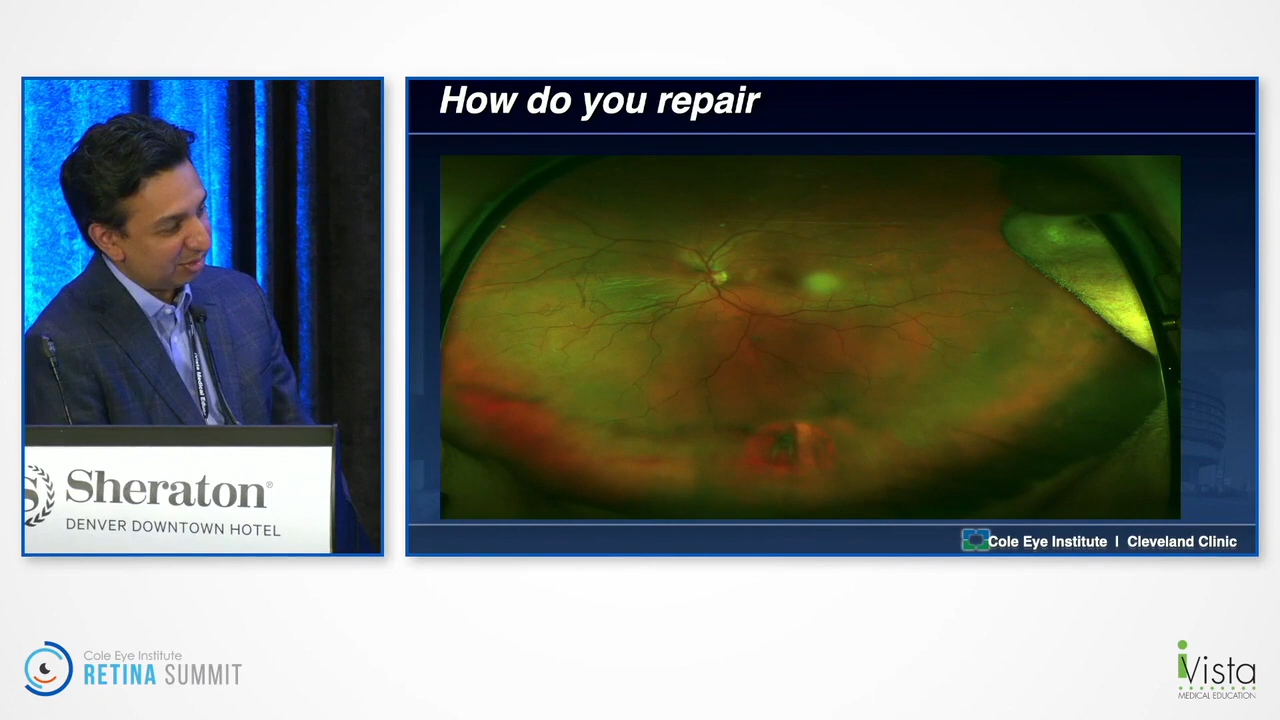 How do you repair
Sheraton®
DENVER DOWNTOWN HOTEL
Cole Eye Institute | Cleveland Clinic
Cole Eye Institute
RETINA SUMMIT
iVista
MEDICAL EDUCATION